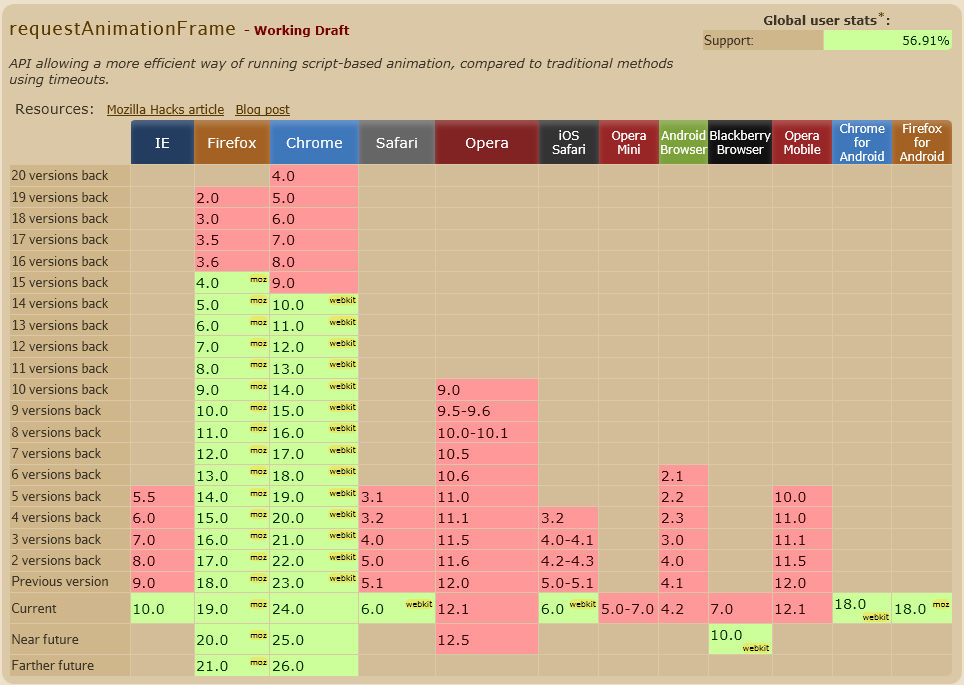 requestAnimationFrame - Working Draft
Global user stats*:
Support: 56.91%
API allowing a more efficient way of running script-based animation, compared to traditional methods
using timeouts.
Resources: Mozilla Hacks article Blog post
IE Firefox Chrome Safari Opera iOS Safari Opera Mini Android Browser Blackberry Browser Opera Mobile Chrome for Android Firefox for Android
20 versions back 4.0
19 versions back 2.0 5.0
18 versions back 3.0 6.0
17 versions back 3.5 7.0
16 versions back 3.6 8.0
15 versions back 4.0 moz 9.0
14 versions back 5.0 moz 10.0 webkit
13 versions back 6.0 moz 11.0 webkit
12 versions back 7.0 moz 12.0 webkit
11 versions back 8.0 moz 13.0 webkit
10 versions back 9.0 moz 14.0 webkit 9.0
9 versions back 10.0 moz 15.0 webkit 9.5-9.6
8 versions back 11.0 moz 16.0 webkit 10.0-10.1
7 versions back 12.0 moz 17.0 webkit 10.5
6 versions back 13.0 moz 18.0 webkit 10.6 2.1
5 versions back 5.5 14.0 moz 19.0 webkit 3.1 11.0 2.2 10.0
4 versions back 6.0 15.0 moz 20.0 webkit 3.2 11.1 3.2 2.3 11.0
3 versions back 7.0 16.0 moz 21.0 webkit 4.0 11.5 4.0-4.1 3.0 11.1
2 versions back 8.0 17.0 moz 22.0 webkit 5.0 11.6 4.2-4.3 4.0 11.5
Previous version 9.0 18.0 moz 23.0 webkit 5.1 12.0 5.0-5.1 4.1 12.0
Current 10.0 19.0 moz 24.0 6.0 webkit 12.1 6.0 webkit 5.0-7.0 4.2 7.0 12.1 18.0 webkit 18.0 moz
Near future 20.0 moz 25.0 12.5 10.0 webkit
Farther future 21.0 moz 26.0